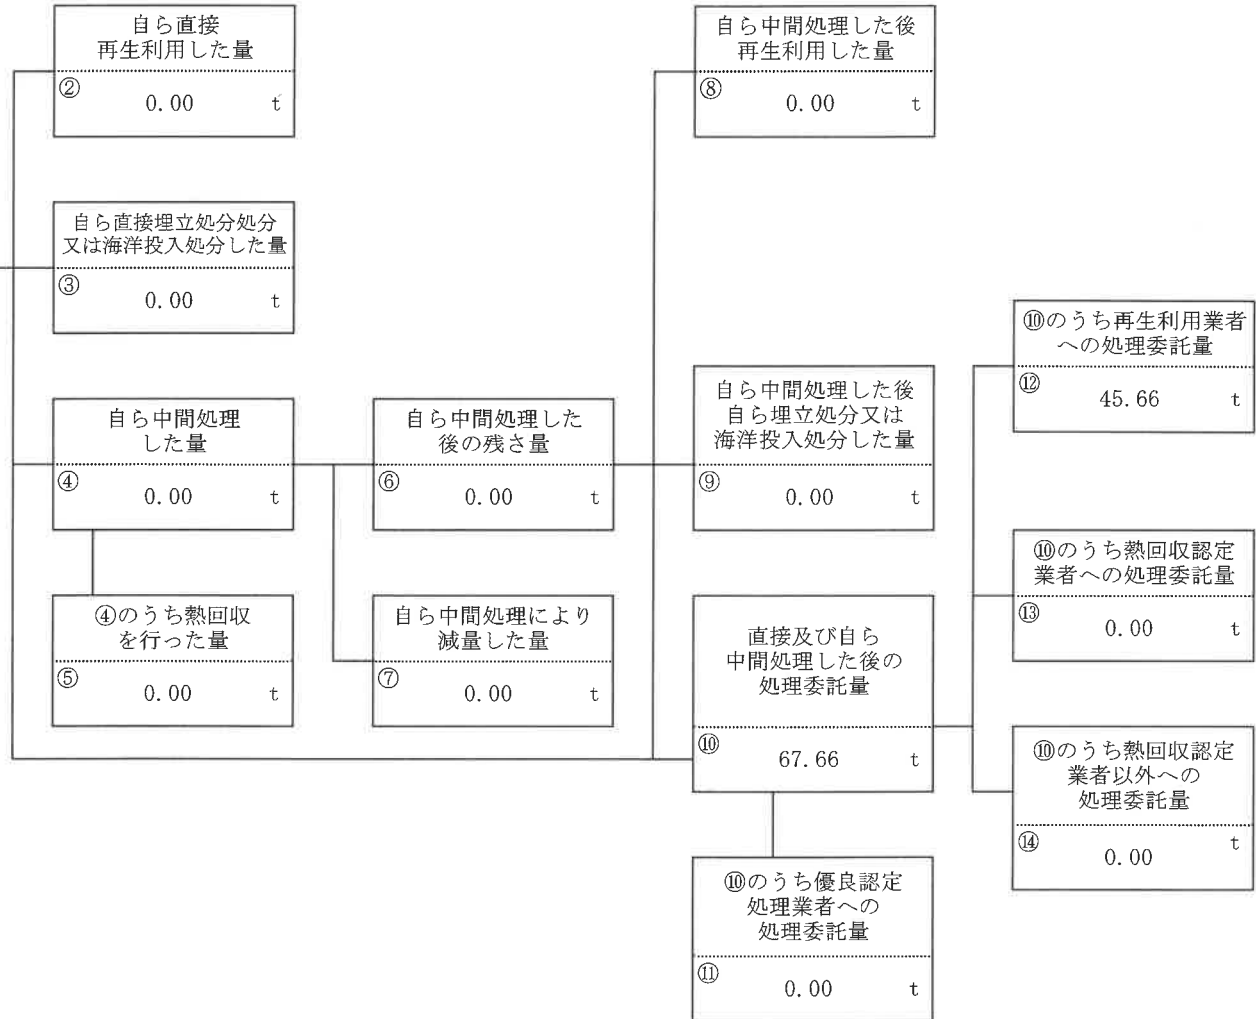 自ら直接
再生利用した量
②
0.00 t
自ら直接埋立処分処分
又は海洋投入処分した量
③
0.00 t
自ら中間処理
した量
④
0.00 t
④のうち熱回収
を行った量
⑤
0.00 t
自ら中間処理した
後の残さ量
⑥
0.00 t
自ら中間処理により
減量した量
⑦
0.00 t
自ら中間処理した後
再生利用した量
⑧
0.00 t
自ら中間処理した後
自ら埋立処分又は
海洋投入処分した量
⑨
0.00 t
直接及び自ら
中間処理した後の
処理委託量
⑩
67.66 t
⑩のうち優良認定
処理業者への
処理委託量
⑪
0.00 t
⑩のうち再生利用業者
への処理委託量
⑫
45.66 t
⑩のうち熱回収認定
業者への処理委託量
⑬
0.00 t
⑩のうち熱回収認定
業者以外への
処理委託量
⑭
0.00 t